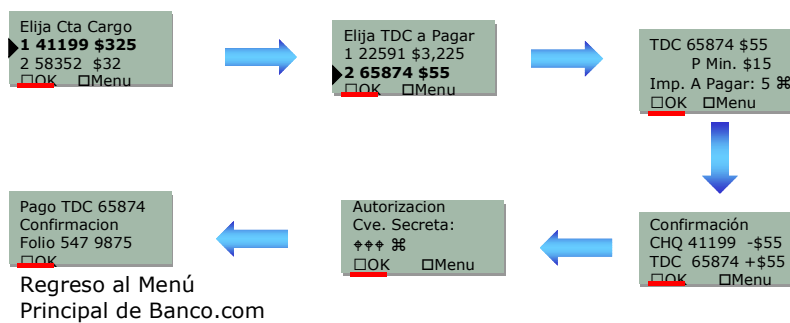 Elija Cta Cargo
1 41199 $325
2 58352 $32
☐OK ☐Menu
Elija TDC a Pagar
1 22591 $3,225
2 65874 $55
☐OK ☐Menu
TDC 65874 $55
P Min. $15
Imp. A Pagar: 5 ⌘
☐OK ☐Menu
Confirmación
CHQ 41199 -$55
TDC 65874 +$55
☐OK ☐Menu
Autorizacion
Cve. Secreta:
⌖⌖⌖ ⌘
☐OK ☐Menu
Pago TDC 65874
Confirmacion
Folio 547 9875
☐OK
Regreso al Menú
Principal de Banco.com